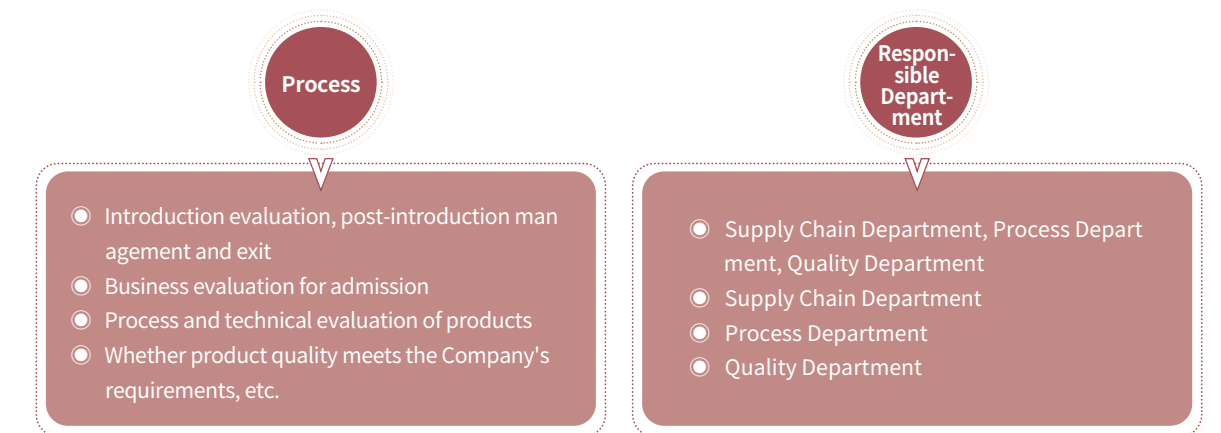 Process
Introduction evaluation, post-introduction man
agement and exit
Business evaluation for admission
Process and technical evaluation of products
Whether product quality meets the Company's
requirements, etc.
Respon-
sible
Depart-
ment
Supply Chain Department, Process Depart
ment, Quality Department
Supply Chain Department
Process Department
Quality Department